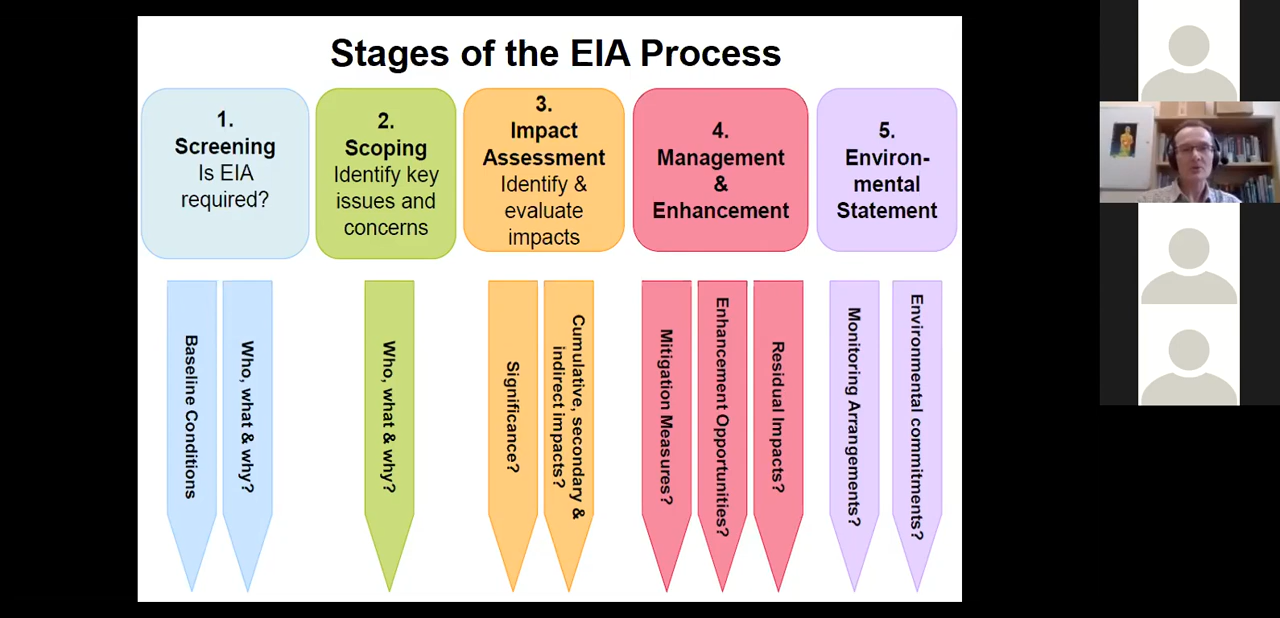 Stages of the EIA Process
1.
Screening
Is EIA
required?
2.
Scoping
Identify key
issues and
concerns
3.
Impact
Assessment
Identify &
evaluate
impacts
4.
Management
&
Enhancement
5.
Environ-
mental
Statement
Baseline Conditions
Who, what & why?
Who, what & why?
Significance?
Cumulative, secondary &
indirect impacts?
Mitigation Measures?
Enhancement Opportunities?
Residual Impacts?
Monitoring Arrangements?
Environmental commitments?